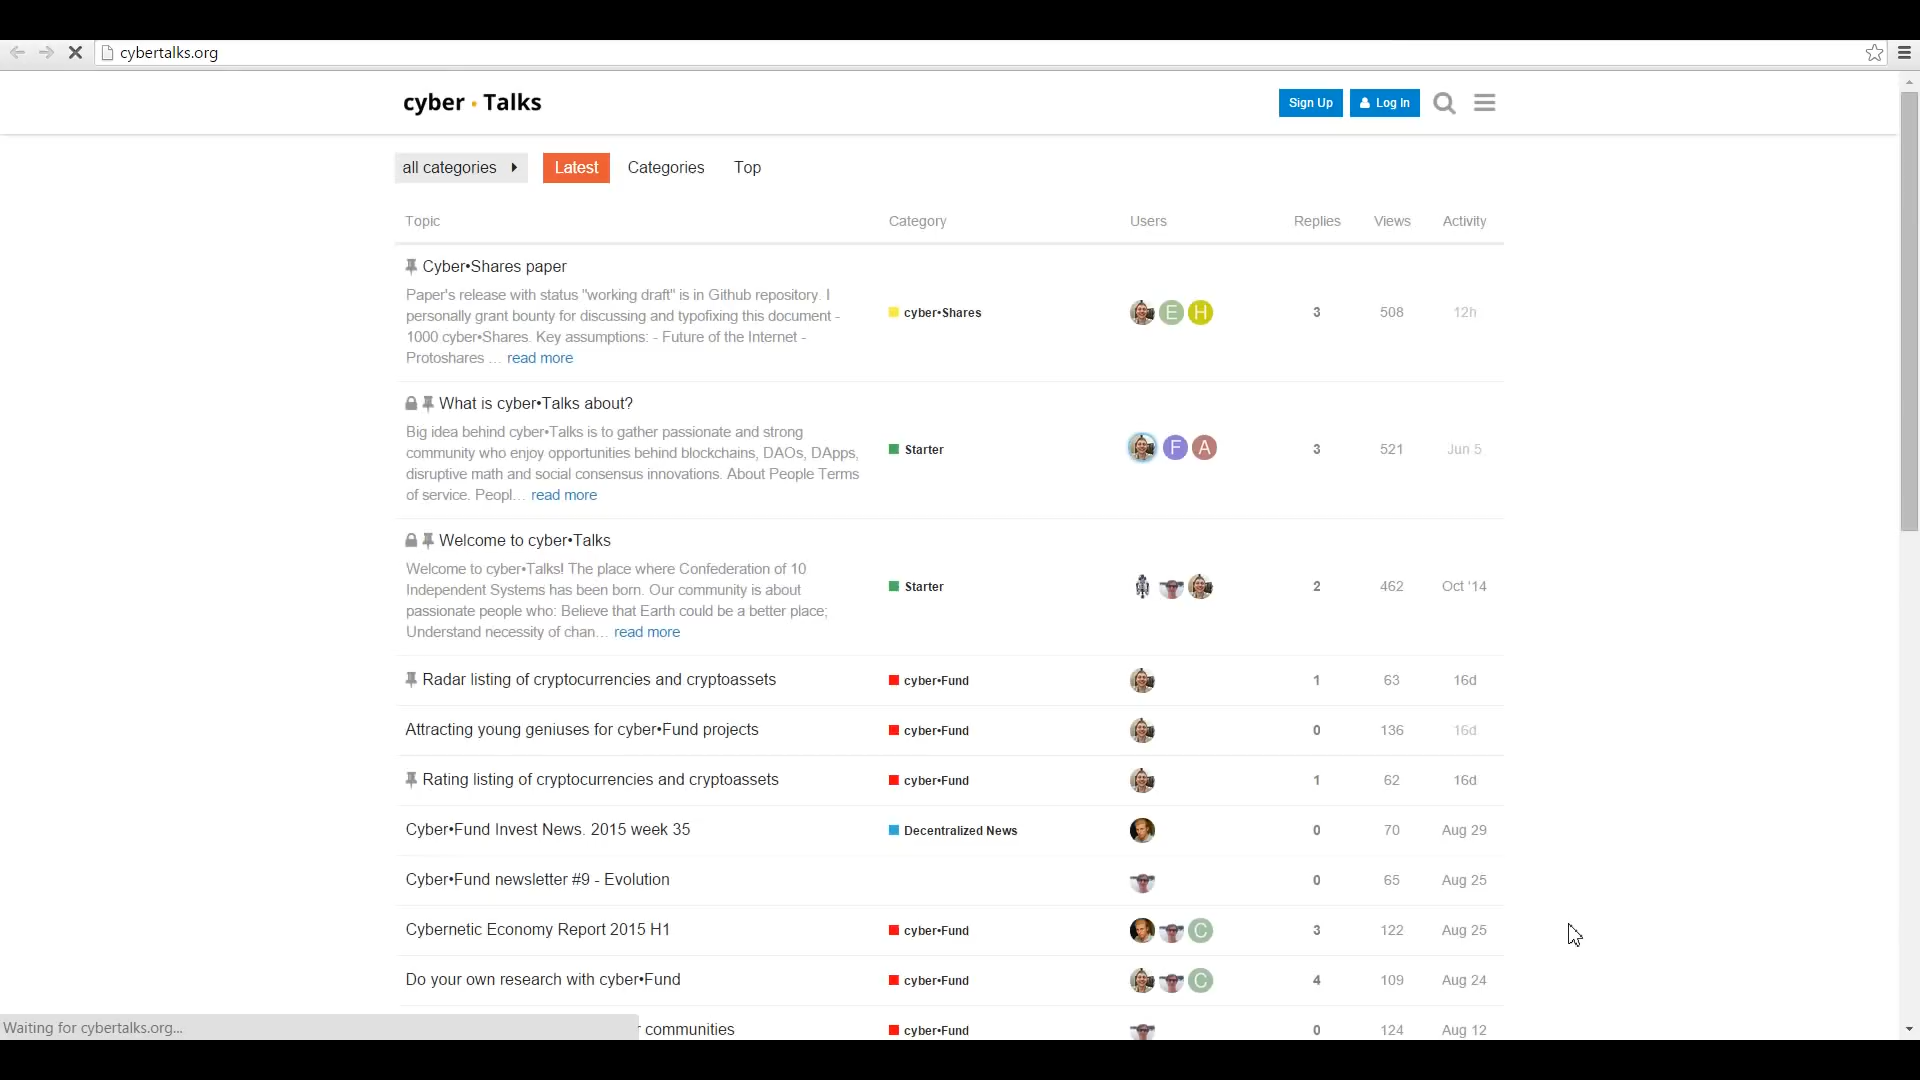 cybertalks.org
cyber • Talks
Sign Up Log In
all categories Latest Categories Top
Topic Category Users Replies Views Activity
Cyber•Shares paper
Paper's release with status "working draft" is in Github repository. I
personally grant bounty for discussing and typofixing this document -
1000 cyber•Shares. Key assumptions: - Future of the Internet -
Protoshares … read more
cyber•Shares E H 3 508 12h
What is cyber•Talks about?
Big idea behind cyber•Talks is to gather passionate and strong
community who enjoy opportunities behind blockchains, DAOs, DApps,
disruptive math and social consensus innovations. About People Terms
of service. Peopl… read more
Starter F A 3 521 Jun 5
Welcome to cyber•Talks
Welcome to cyber•Talks! The place where Confederation of 10
Independent Systems has been born. Our community is about
passionate people who: Believe that Earth could be a better place;
Understand necessity of chan… read more
Starter 2 462 Oct '14
Radar listing of cryptocurrencies and cryptoassets cyber•Fund 1 63 16d
Attracting young geniuses for cyber•Fund projects cyber•Fund 0 136 16d
Rating listing of cryptocurrencies and cryptoassets cyber•Fund 1 62 16d
Cyber•Fund Invest News. 2015 week 35 Decentralized News 0 70 Aug 29
Cyber•Fund newsletter #9 - Evolution 0 65 Aug 25
Cybernetic Economy Report 2015 H1 cyber•Fund C 3 122 Aug 25
Do your own research with cyber•Fund cyber•Fund C 4 109 Aug 24
communities cyber•Fund 0 124 Aug 12
Waiting for cybertalks.org...